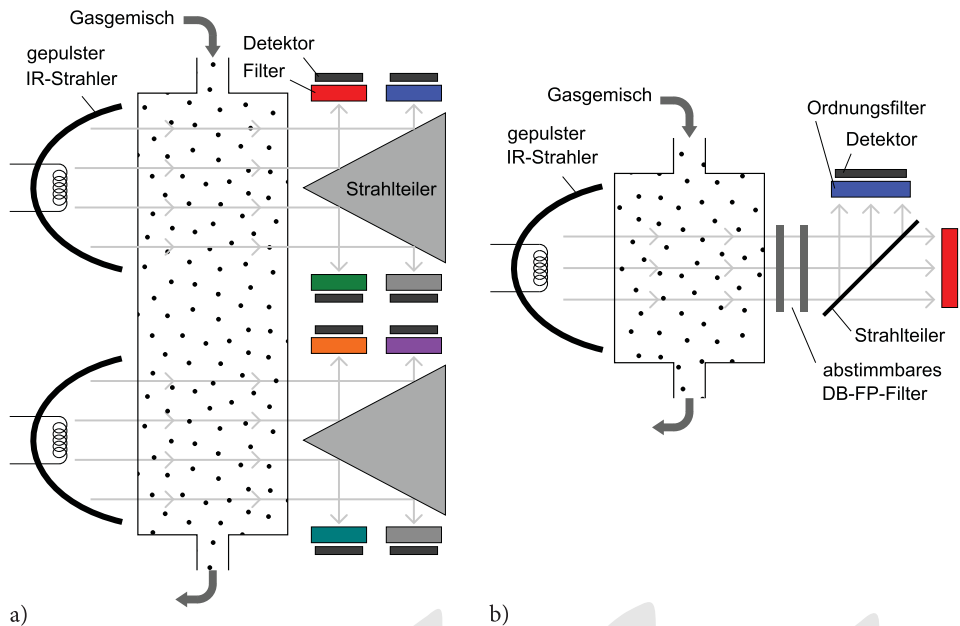 Gasgemisch
gepulster
IR-Strahler
Detektor
Filter
Strahlteiler
a)
Gasgemisch
gepulster
IR-Strahler
Ordnungsfilter
Detektor
Strahlteiler
abstimmbares
DB-FP-Filter
b)